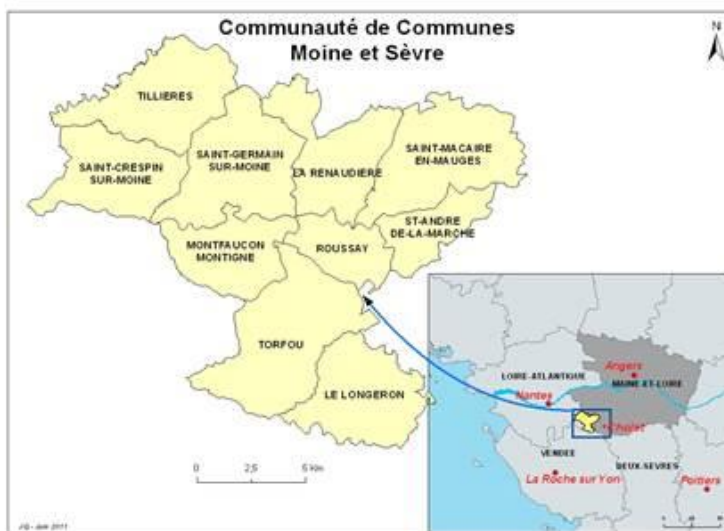 Communauté de Communes
Moine et Sèvre
N
TILLIERES
SAINT-CRESPIN
SUR-MOINE
SAINT-GERMAIN
SUR-MOINE
LA RENAUDIERE
SAINT-MACAIRE
EN-MAUGES
MONTFAUCON
MONTIGNE
ROUSSAY
ST-ANDRE
DE-LA-MARCHE
TORFOU
LE LONGERON
0 2,5 5 Km
LOIRE-ATLANTIQUE
Angers
MAINE-ET-LOIRE
Nantes
Cholet
VENDEE
DEUX-SEVRES
La Roche sur Yon
Poitiers
2011